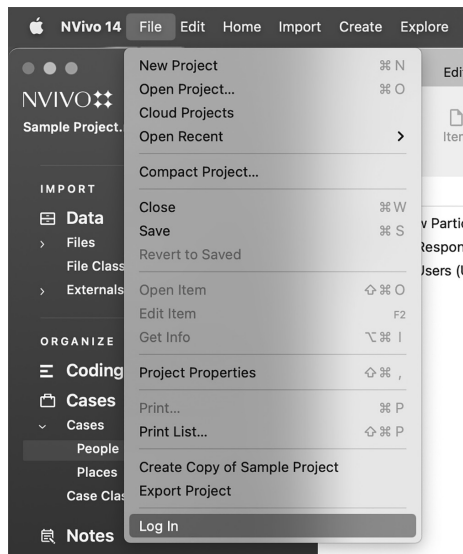 NVivo 14 File Edit Home Import Create Explore
NVIVO
Sample Project.
IMPORT
Data
Files
File Class
Externals
ORGANIZE
Coding
Cases
Cases
People
Places
Case Clas
Notes
New Project ⌘ N
Open Project... ⌘ O
Cloud Projects
Open Recent
Compact Project...
Close ⌘ W
Save ⌘ S
Revert to Saved
Open Item ⇧ ⌘ O
Edit Item F2
Get Info ⌥ ⌘ I
Project Properties ⇧ ⌘ ,
Print... ⌘ P
Print List... ⇧ ⌘ P
Create Copy of Sample Project
Export Project
Log In
Edi
Iter
w Partic
Respon
Users (U